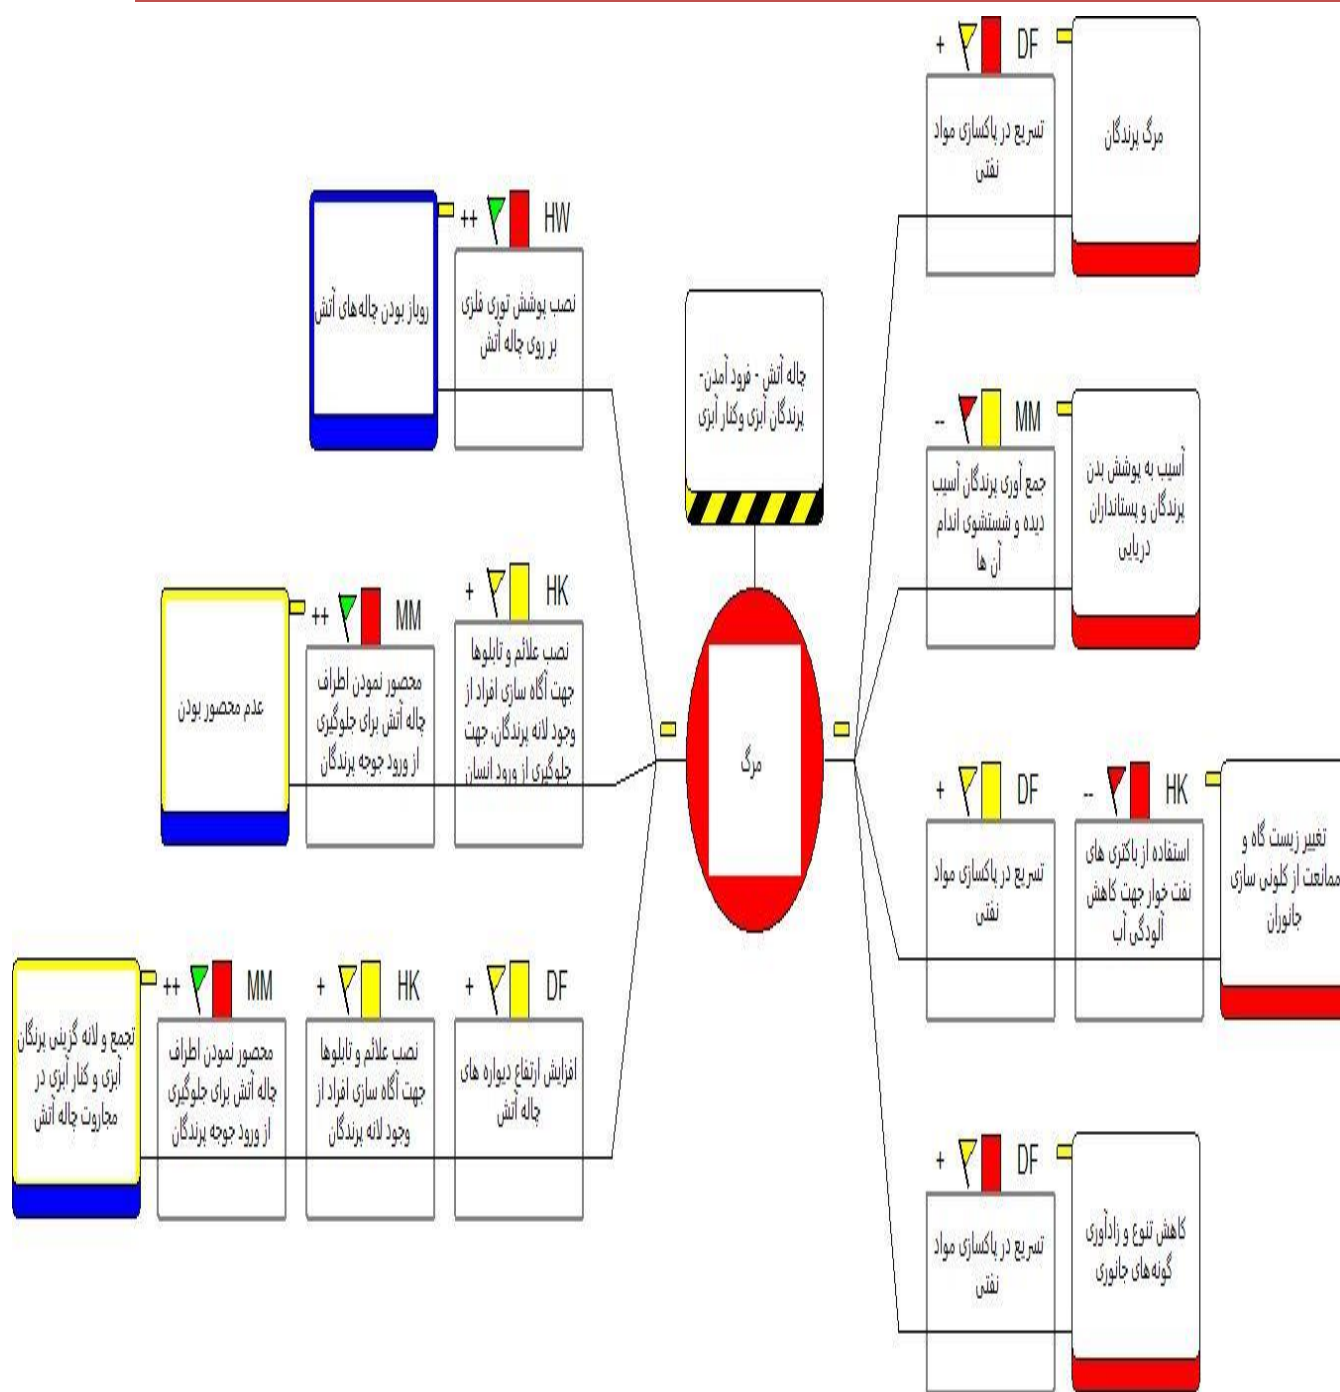 + DF
تسریع در پاکسازی مواد
نفتی
مرگ پرندگان
++ HW
نصب پوشش توری فلزی
بر روی چاله آتش
روباز بودن چاله‌های آتش
چاله آتش - فرود آمدن-
پرندگان آبزی وکنار آبزی
-- MM
جمع آوری پرندگان آسیب
دیده و شستشوی اندام
آن ها
آسیب به پوشش بدن
پرندگان و پستانداران
دریایی
+ HK
نصب علائم و تابلوها
جهت آگاه سازی افراد از
وجود لانه پرندگان، جهت
جلوگیری از ورود انسان
++ MM
محصور نمودن اطراف
چاله آتش برای جلوگیری
از ورود جوجه پرندگان
عدم محصور بودن
مرگ
+ DF
تسریع در پاکسازی مواد
نفتی
-- HK
استفاده از باکتری های
نفت خوار جهت کاهش
آلودگی آب
تغییر زیست گاه و
ممانعت از کلونی سازی
جانوران
+ DF
افزایش ارتفاع دیواره های
چاله آتش
+ HK
نصب علائم و تابلوها
جهت آگاه سازی افراد از
وجود لانه پرندگان
++ MM
محصور نمودن اطراف
چاله آتش برای جلوگیری
از ورود جوجه پرندگان
تجمع و لانه گزینی پرنگان
آبزی و کنار آبزی در
مجاروت چاله آتش
+ DF
تسریع در پاکسازی مواد
نفتی
کاهش تنوع و زادآوری
گونه‌های جانوری